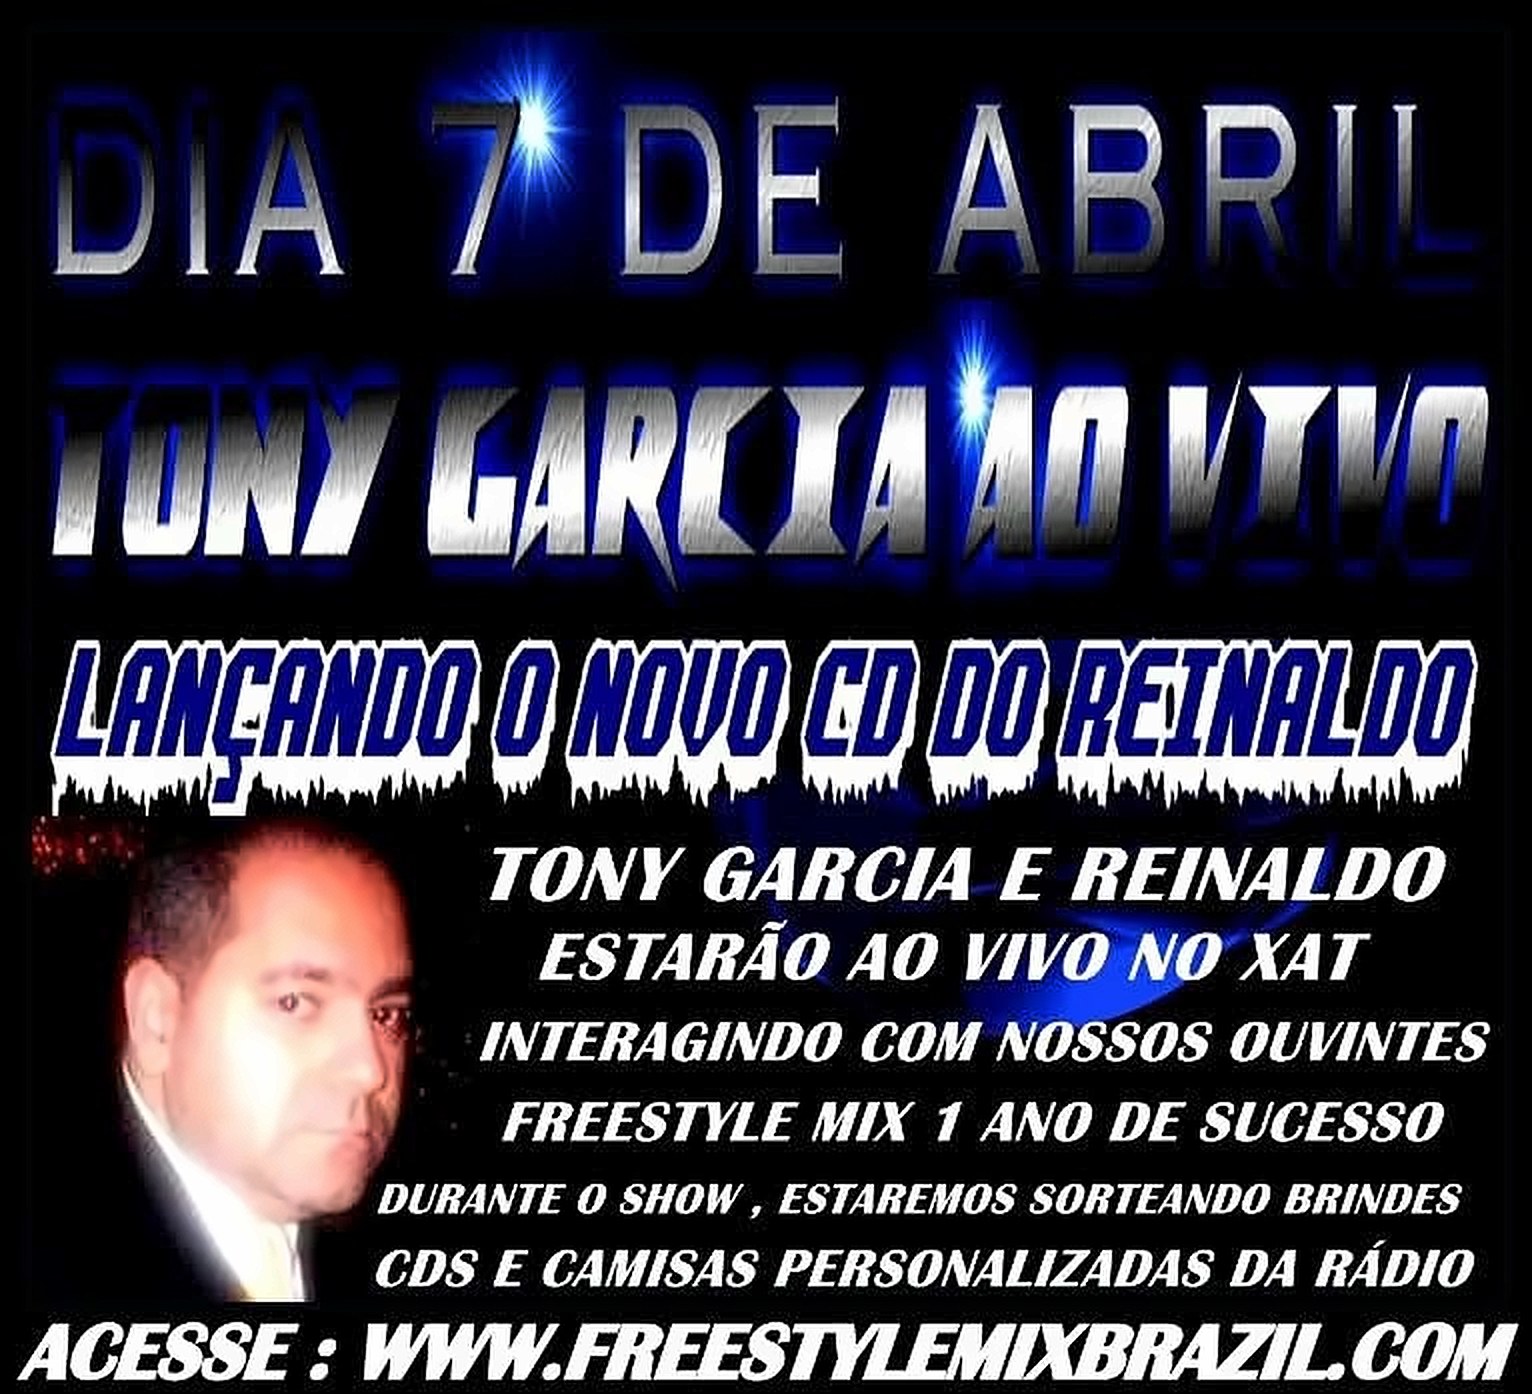 DIA 7 DE ABRIL
TONY GARCIA AO VIVO
LANÇANDO O NOVO CD DO REINALDO
TONY GARCIA E REINALDO
ESTARÃO AO VIVO NO XAT
INTERAGINDO COM NOSSOS OUVINTES
FREESTYLE MIX 1 ANO DE SUCESSO
DURANTE O SHOW , ESTAREMOS SORTEANDO BRINDES
CDS E CAMISAS PERSONALIZADAS DA RÁDIO
ACESSE : WWW.FREESTYLEMIXBRAZIL.COM